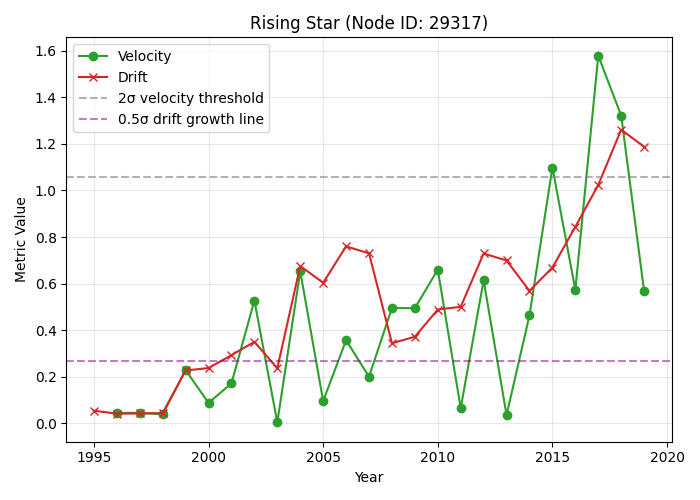 Rising Star (Node ID: 29317)
Velocity
Drift
2σ velocity threshold
0.5σ drift growth line
Metric Value
1.6
1.4
1.2
1.0
0.8
0.6
0.4
0.2
0.0
1995 2000 2005 2010 2015 2020
Year